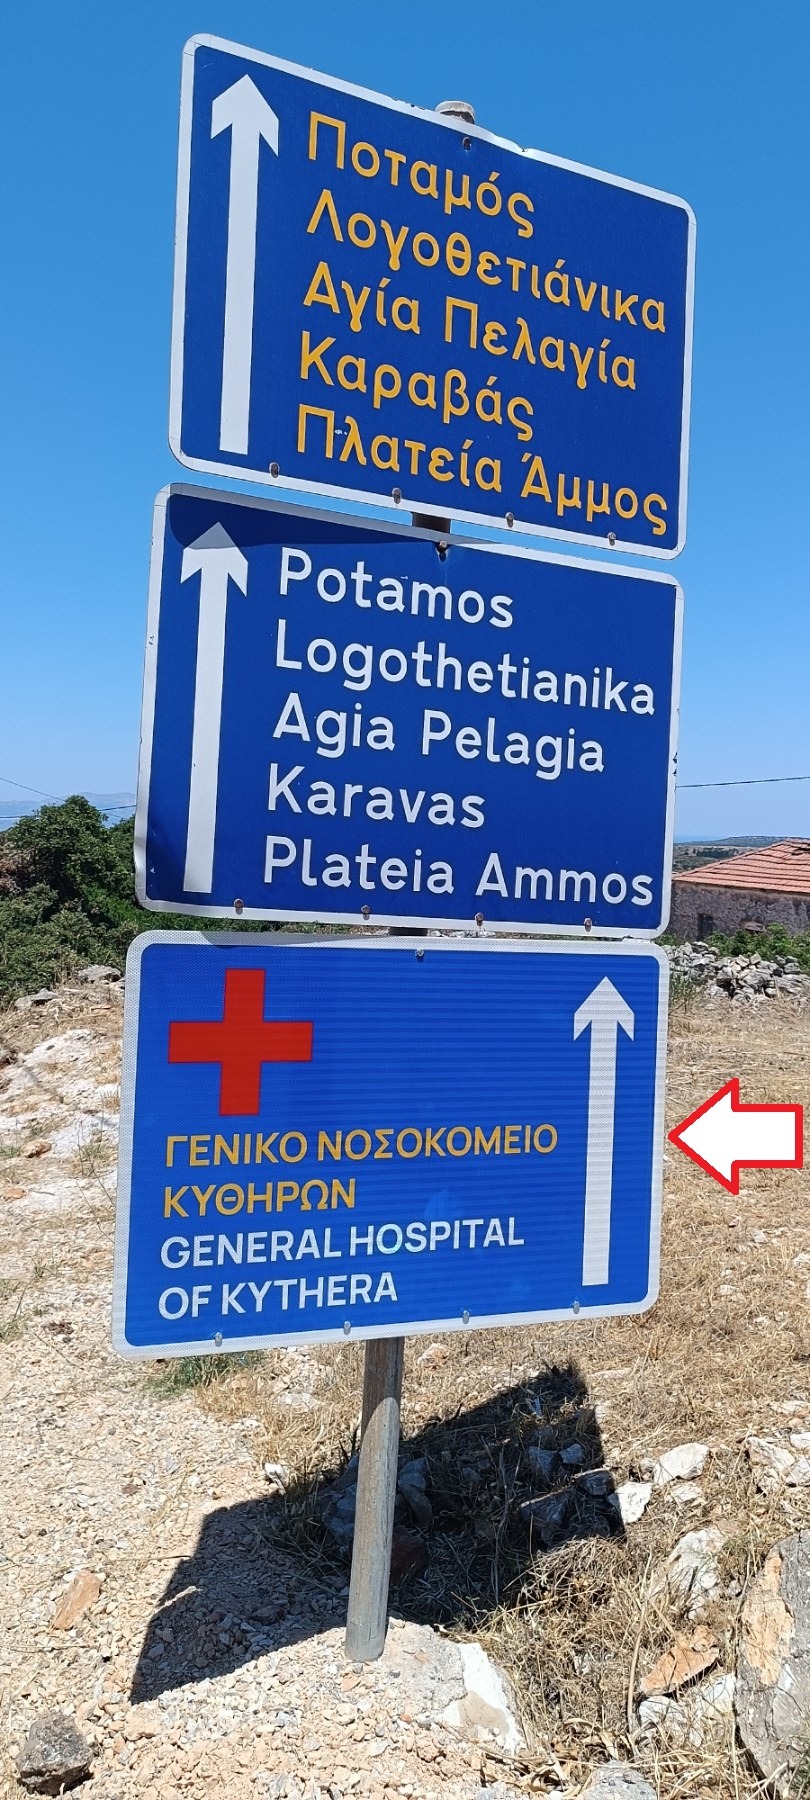 Ποταμός
Λογοθετιάνικα
Αγία Πελαγία
Καραβάς
Πλατεία Άμμος
Potamos
Logothetianika
Agia Pelagia
Karavas
Plateia Ammos
ΓΕΝΙΚΟ ΝΟΣΟΚΟΜΕΙΟ
ΚΥΘΗΡΩΝ
GENERAL HOSPITAL
OF KYTHERA